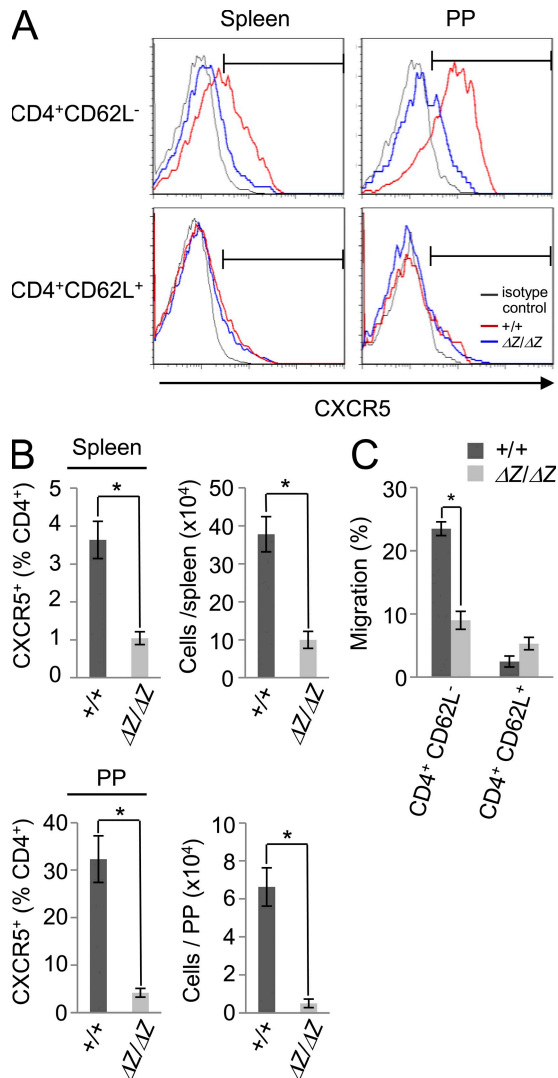 A
Spleen
PP
CD4⁺CD62L⁻
CD4⁺CD62L⁺
isotype
control
+/+
ΔZ/ΔZ
CXCR5
B
Spleen
CXCR5⁺ (% CD4⁺)
5
4
3
2
1
0
*
+/+
ΔZ/ΔZ
Cells /spleen (x10⁴)
50
40
30
20
10
0
*
+/+
ΔZ/ΔZ
C
+/+
ΔZ/ΔZ
Migration (%)
30
20
10
0
*
CD4⁺ CD62L⁻
CD4⁺ CD62L⁺
PP
CXCR5⁺ (% CD4⁺)
40
30
20
10
0
*
+/+
ΔZ/ΔZ
Cells / PP (x10⁴)
8
6
4
2
0
*
+/+
ΔZ/ΔZ